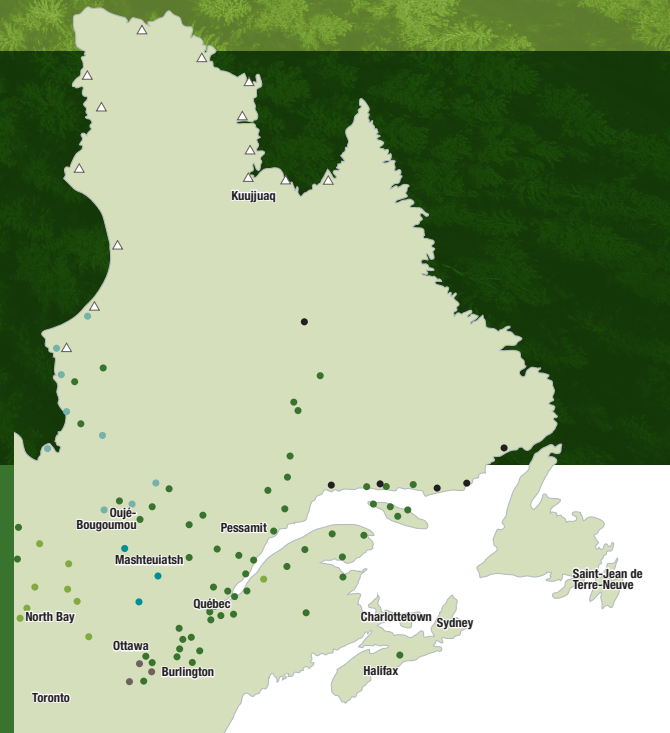 Kuujjuaq
Oujé-
Bougoumou
Pessamit
Mashteuiatsh
Québec
North Bay
Saint-Jean de
Terre-Neuve
Charlottetown
Sydney
Ottawa
Burlington
Halifax
Toronto